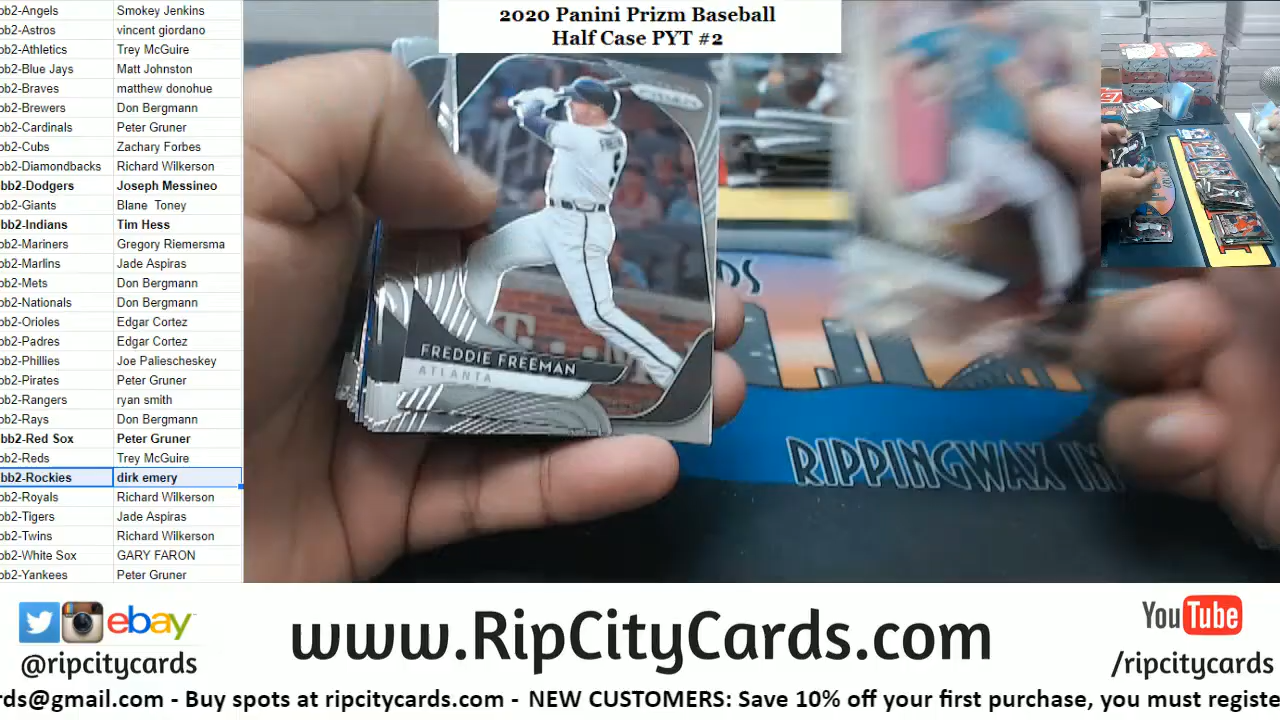 2020 Panini Prizm Baseball
Half Case PYT #2
bb2-Angels Smokey Jenkins
bb2-Astros vincent giordano
bb2-Athletics Trey McGuire
bb2-Blue Jays Matt Johnston
bb2-Braves matthew donohue
bb2-Brewers Don Bergmann
bb2-Cardinals Peter Gruner
bb2-Cubs Zachary Forbes
bb2-Diamondbacks Richard Wilkerson
bb2-Dodgers Joseph Messineo
bb2-Giants Blane Toney
bb2-Indians Tim Hess
bb2-Mariners Gregory Riemersma
bb2-Marlins Jade Aspiras
bb2-Mets Don Bergmann
bb2-Nationals Don Bergmann
bb2-Orioles Edgar Cortez
bb2-Padres Edgar Cortez
bb2-Phillies Joe Paliescheskey
bb2-Pirates Peter Gruner
bb2-Rangers ryan smith
bb2-Rays Don Bergmann
bb2-Red Sox Peter Gruner
bb2-Reds Trey McGuire
bb2-Rockies dirk emery
bb2-Royals Richard Wilkerson
bb2-Tigers Jade Aspiras
bb2-Twins Richard Wilkerson
bb2-White Sox GARY FARON
bb2-Yankees Peter Gruner
PRIZM
5
FREDDIE FREEMAN
ATLANTA
DS
RIPPINGWAX IN
ebay
@ripcitycards
www.RipCityCards.com
YouTube
/ripcitycards
rds@gmail.com - Buy spots at ripcitycards.com - NEW CUSTOMERS: Save 10% off your first purchase, you must registe